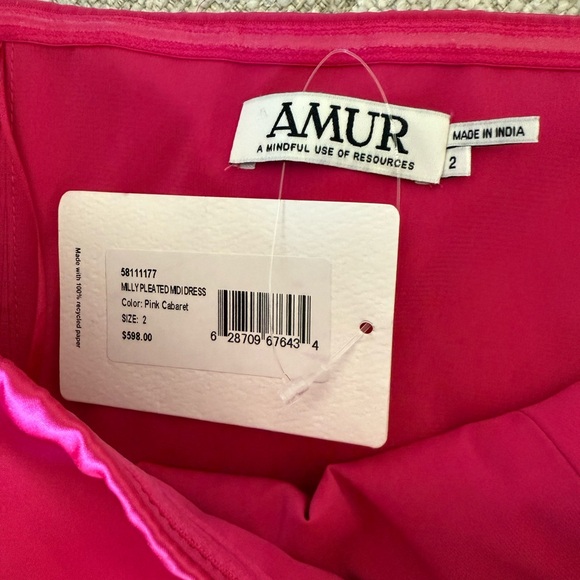 AMUR
A MINDFUL USE OF RESOURCES
MADE IN INDIA
2
58111177
MILLY PLEATED MIDI DRESS
Color: Pink Cabaret
SIZE: 2
$598.00
6 28709 67643 4
Made with 100% recycled paper